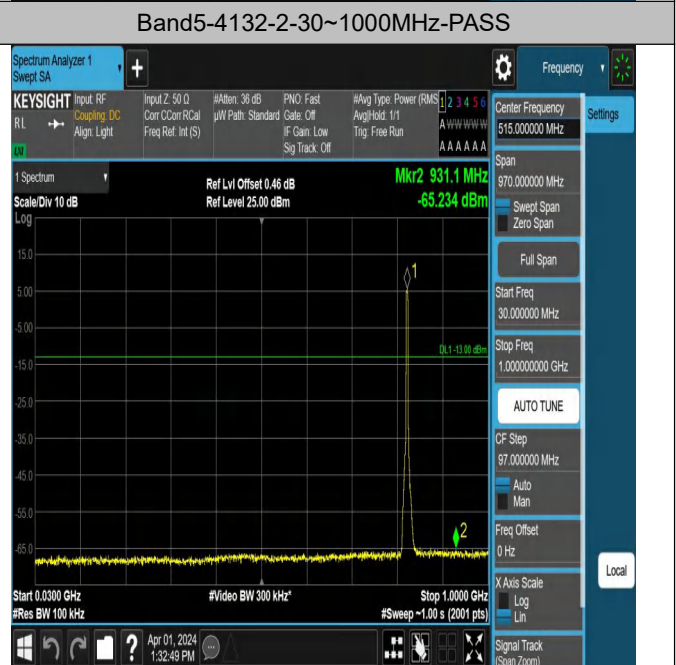 Band5-4132-2-30~1000MHz-PASS
Spectrum Analyzer 1
Swept SA
Frequency
KEYSIGHT
Input: RF
Input Z: 50 Ω
#Atten: 36 dB
PNO: Fast
#Avg Type: Power (RMS
1 2 3 4 5 6
RL
Coupling: DC
Corr CCorr RCal
µW Path: Standard
Gate: Off
Avg|Hold: 1/1
A W W W W W
Align: Light
Freq Ref: Int (S)
IF Gain: Low
Trig: Free Run
Sig Track: Off
A A A A A A
Center Frequency
515.000000 MHz
Settings
1 Spectrum
Ref Lvl Offset 0.46 dB
Mkr2 931.1 MHz
Scale/Div 10 dB
Ref Level 25.00 dBm
-65.234 dBm
Log
15.0
5.00
-5.00
-15.0
-25.0
-35.0
-45.0
-55.0
-65.0
1
DL1 -13.00 dBm
2
Start 0.0300 GHz
#Video BW 300 kHz*
Stop 1.0000 GHz
#Res BW 100 kHz
#Sweep ~1.00 s (2001 pts)
Span
970.000000 MHz
Swept Span
Zero Span
Full Span
Start Freq
30.000000 MHz
Stop Freq
1.000000000 GHz
AUTO TUNE
CF Step
97.000000 MHz
Auto
Man
Freq Offset
0 Hz
X Axis Scale
Log
Lin
Signal Track
(Span Zoom)
Local
?
Apr 01, 2024
1:32:49 PM